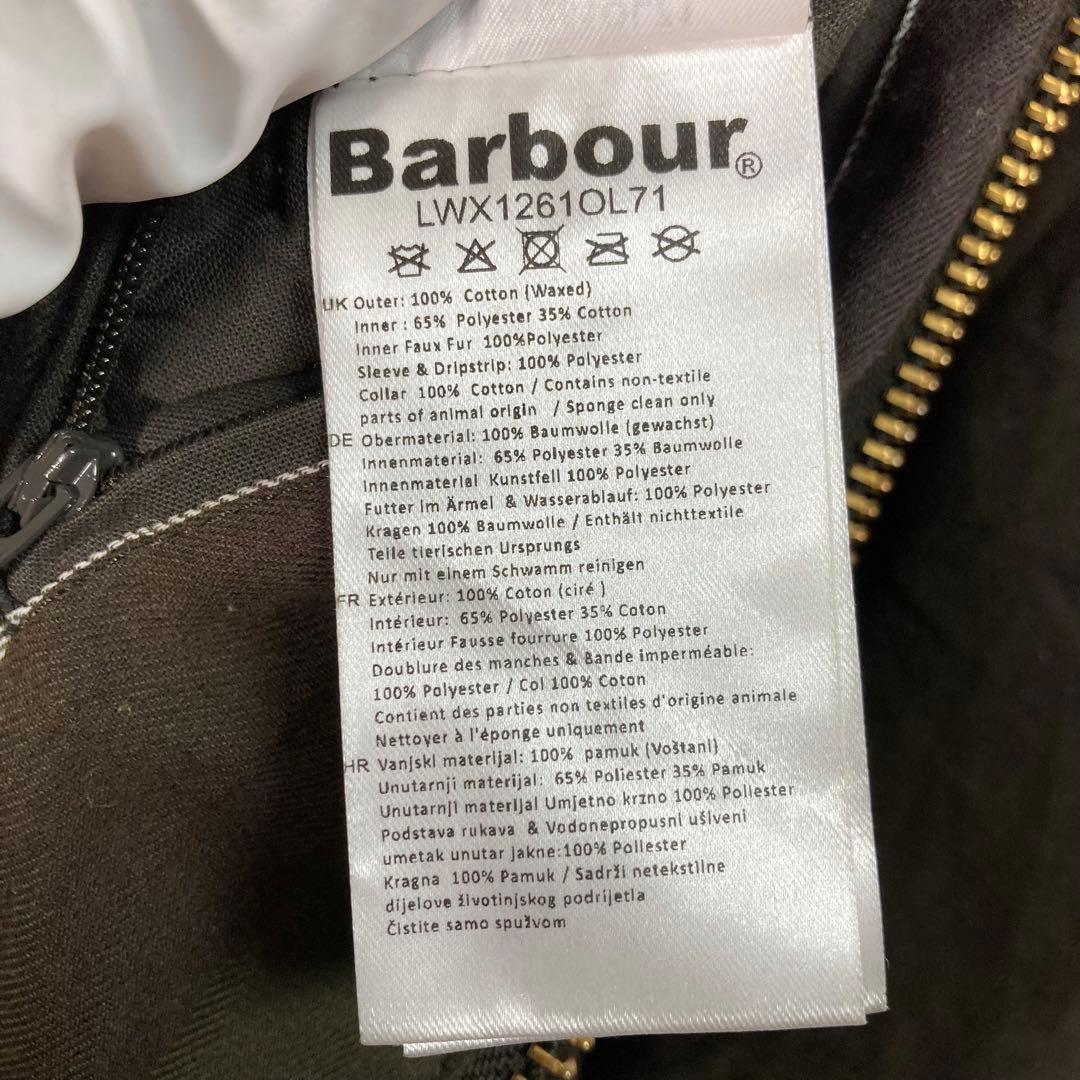 Barbour®
LWX1261OL71
UK Outer: 100% Cotton (Waxed)
Inner : 65% Polyester 35% Cotton
Inner Faux Fur 100%Polyester
Sleeve & Dripstrip: 100% Polyester
Collar 100% Cotton / Contains non-textile
parts of animal origin / Sponge clean only
DE Obermaterial: 100% Baumwolle (gewachst)
Innenmaterial: 65% Polyester 35% Baumwolle
Innenmaterial Kunstfell 100% Polyester
Futter im Ärmel & Wasserablauf: 100% Polyester
Kragen 100% Baumwolle / Enthält nichttextile
Teile tierischen Ursprungs
Nur mit einem Schwamm reinigen
FR Extérieur: 100% Coton (ciré )
Intérieur: 65% Polyester 35% Coton
Intérieur Fausse fourrure 100% Polyester
Doublure des manches & Bande imperméable:
100% Polyester / Col 100% Coton
Contient des parties non textiles d'origine animale
Nettoyer à l'éponge uniquement
HR Vanjski materijal: 100% pamuk (Voštani)
Unutarnji materijal: 65% Poliester 35% Pamuk
Unutarnji materijal Umjetno krzno 100% Poliester
Podstava rukava & Vodonepropusni ušiveni
umetak unutar jakne:100% Poliester
Kragna 100% Pamuk / Sadrži netekstilne
dijelove životinjskog podrijetla
Čistite samo spužvom